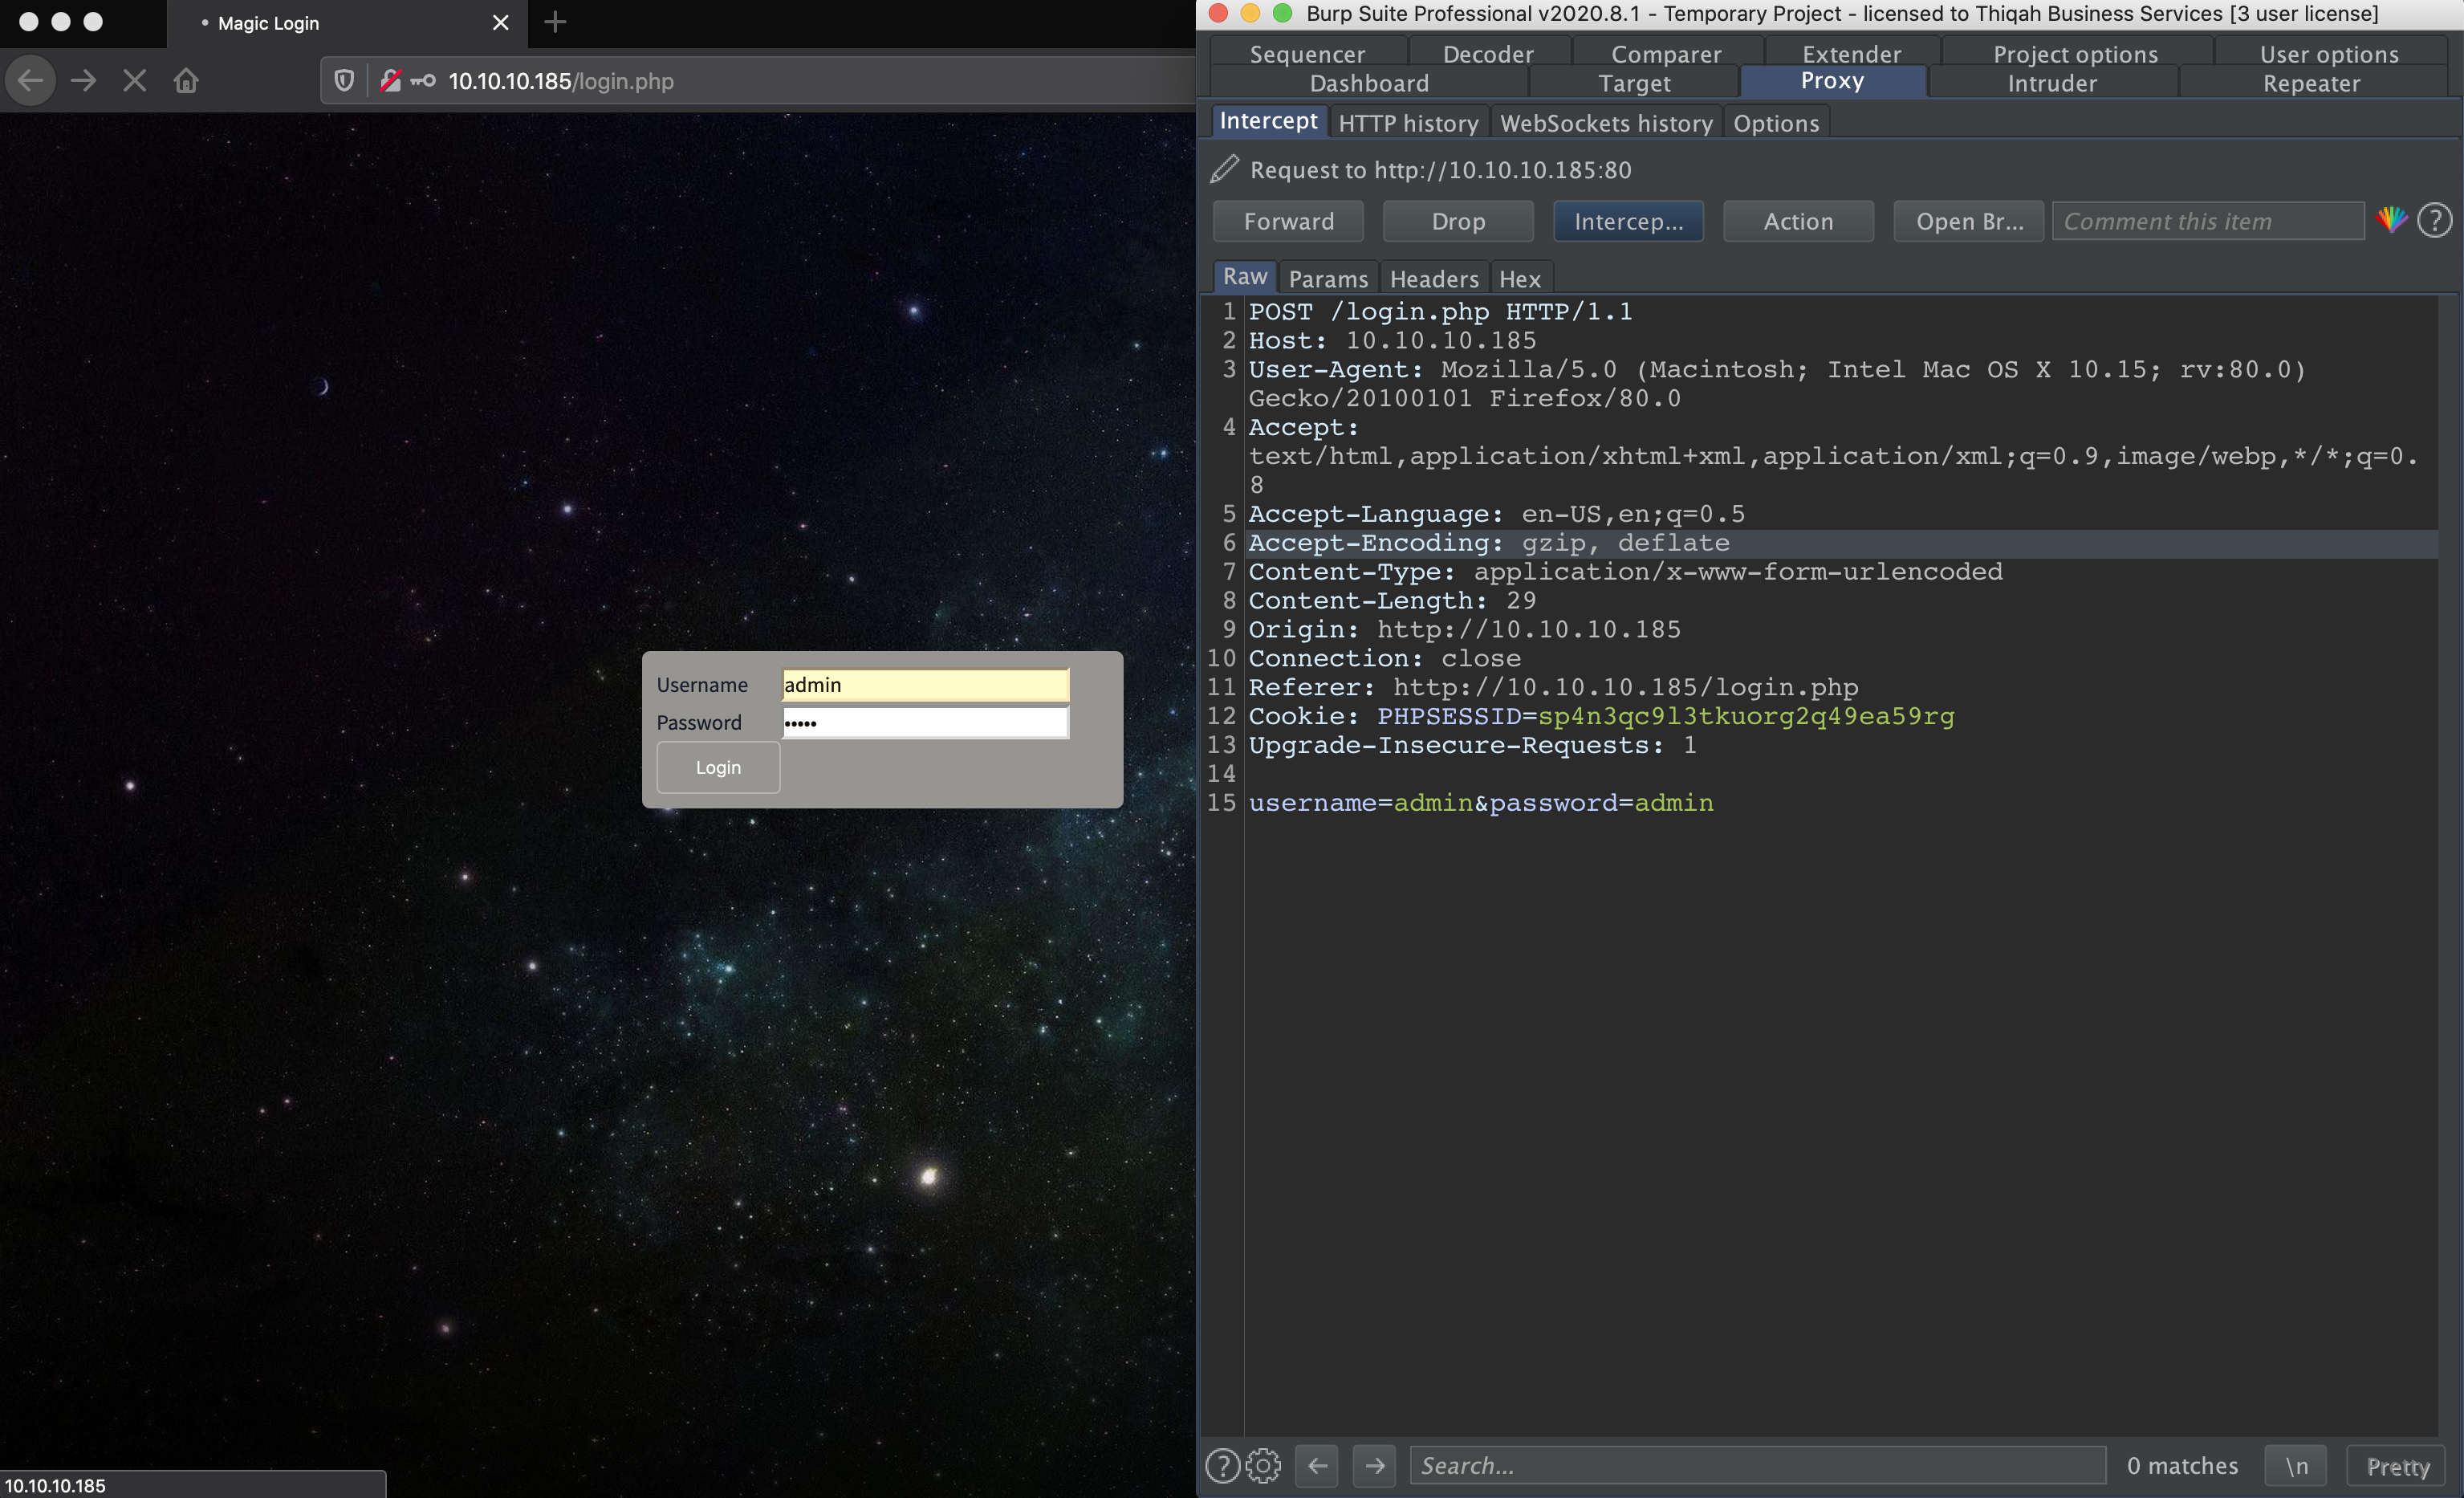 Magic Login
10.10.10.185/login.php
Username admin
Password •••••
Login
10.10.10.185
Burp Suite Professional v2020.8.1 - Temporary Project - licensed to Thiqah Business Services [3 user license]
Sequencer Decoder Comparer Extender Project options User options
Dashboard Target Proxy Intruder Repeater
Intercept HTTP history WebSockets history Options
Request to http://10.10.10.185:80
Forward Drop Intercep... Action Open Br... Comment this item ?
Raw Params Headers Hex
1 POST /login.php HTTP/1.1
2 Host: 10.10.10.185
3 User-Agent: Mozilla/5.0 (Macintosh; Intel Mac OS X 10.15; rv:80.0)
Gecko/20100101 Firefox/80.0
4 Accept:
text/html,application/xhtml+xml,application/xml;q=0.9,image/webp,*/*;q=0.
8
5 Accept-Language: en-US,en;q=0.5
6 Accept-Encoding: gzip, deflate
7 Content-Type: application/x-www-form-urlencoded
8 Content-Length: 29
9 Origin: http://10.10.10.185
10 Connection: close
11 Referer: http://10.10.10.185/login.php
12 Cookie: PHPSESSID=sp4n3qc9l3tkuorg2q49ea59rg
13 Upgrade-Insecure-Requests: 1
14
15 username=admin&password=admin
? Search... 0 matches \n Pretty